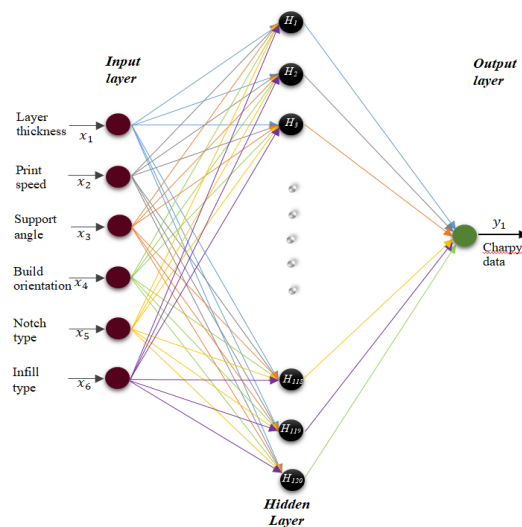 Input
layer
Output
layer
Layer
thickness
x1
Print
speed
x2
Support
angle
x3
Build
orientation
x4
Notch
type
x5
Infill
type
x6
H1
H2
H3
H118
H119
H120
y1
Charpy
data
Hidden
Layer